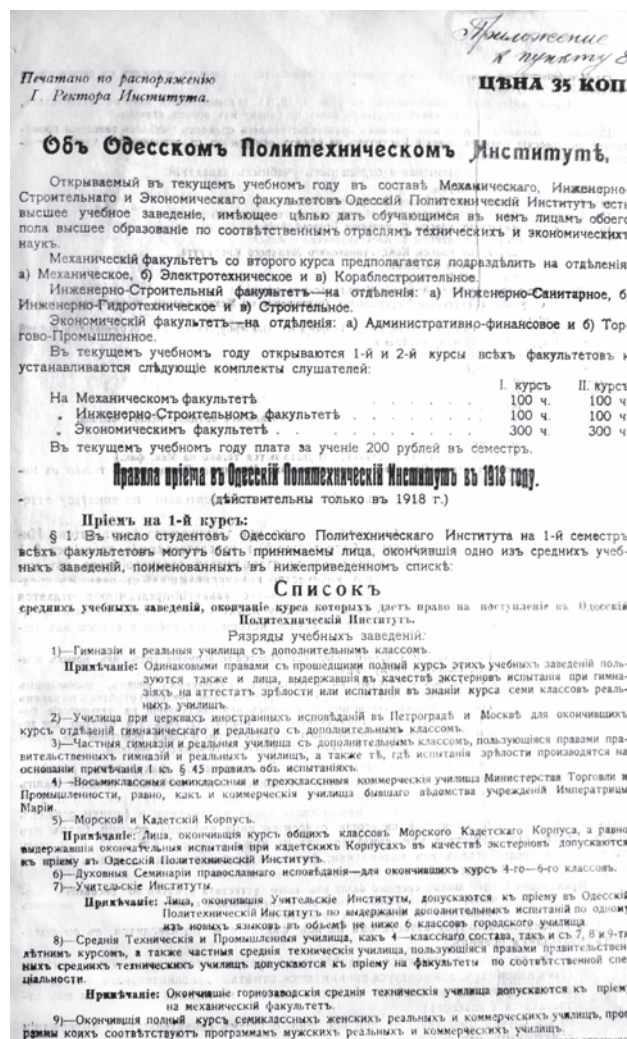 Приложение
к пункту 8
Печатано по распоряженію
Г. Ректора Института.
ЦѢНА 35 КОП.
Объ Одесскомъ Политехническомъ Институтѣ,
Открываемый въ текущемъ учебномъ году въ составѣ Механическаго, Инженерно-
Строительнаго и Экономическаго факультетовъ Одесскій Политехническій Институтъ есть
высшее учебное заведеніе, имѣющее цѣлью дать обучающимся въ немъ лицамъ обоего
пола высшее образованіе по соотвѣтственнымъ отраслямъ техническихъ и экономическихъ
наукъ.
Механическій факультетъ со второго курса предполагается подраздѣлить на отдѣленія:
а) Механическое, б) Электротехническое и в) Кораблестроительное.
Инженерно-Строительный факультетъ—на отдѣленія: а) Инженерно-Санитарное, б)
Инженерно-Гидротехническое и в) Строительное.
Экономическій факультетъ—на отдѣленія: а) Административно-финансовое и б) Тор-
гово-Промышленное.
Въ текущемъ учебномъ году открываются 1-й и 2-й курсы всѣхъ факультетовъ и
устанавливаются слѣдующіе комплекты слушателей:
I. курсъ II. курсъ
На Механическомъ факультетѣ . . . . . 100 ч. 100 ч.
„ Инженерно-Строительномъ факультетѣ . . . . . 100 ч. 100 ч.
„ Экономическимъ факультетѣ . . . . . . 300 ч. 300 ч.
Въ текущемъ учебномъ году плата за ученіе 200 рублей въ семестръ.
Правила пріема въ Одесскій Политехническій Институтъ въ 1918 году.
(дѣйствительны только въ 1918 г.)
Пріемъ на 1-й курсъ:
§ 1. Въ число студентовъ Одесскаго Политехническаго Института на 1-й семестръ
всѣхъ факультетовъ могутъ быть принимаемы лица, окончившія одно изъ среднихъ учеб-
ныхъ заведеній, поименованныхъ въ нижеприведенномъ спискѣ:
Списокъ
среднихъ учебныхъ заведеній, окончаніе курса которыхъ даетъ право на поступленіе въ Одесскій
Политехническій Институтъ.
Разряды учебныхъ заведеній:
1)—Гимназіи и реальныя училища съ дополнительнымъ классомъ.
Примѣчаніе: Одинаковыми правами съ прошедшими полный курсъ этихъ учебныхъ заведеній поль-
зуются также и лица, выдержавшія въ качествѣ экстерновъ испытанія при гимна-
зіяхъ на аттестатъ зрѣлости или испытанія въ знаніи курса семи классовъ реаль-
ныхъ училищъ.
2)—Училища при церквахъ иностранныхъ исповѣданій въ Петроградѣ и Москвѣ для окончившихъ
курсъ отдѣленій гимназическаго и реальнаго съ дополнительнымъ классомъ.
3)—Частныя гимназіи и реальныя училища съ дополнительнымъ классомъ, пользующіяся правами пра-
вительственныхъ гимназій и реальныхъ училищъ, а также тѣ, гдѣ испытанія зрѣлости производятся на
основаніи примѣчанія I къ § 45 правилъ объ испытаніяхъ.
4)—Восьмиклассныя семиклассныя и трехклассныя коммерческія училища Министерства Торговли и
Промышленности, равно, какъ и коммерческія училища бывшаго вѣдомства учрежденій Императрицы
Маріи.
5)—Морской и Кадетскій Корпусъ.
Примѣчаніе: Лица, окончившія курсъ общихъ классовъ Морского Кадетскаго Корпуса, а равно
выдержавшія окончательныя испытанія при кадетскихъ Корпусахъ въ качествѣ экстерновъ допускаются
къ пріему въ Одесскій Политехническій Институтъ.
6)—Духовныя Семинаріи православнаго исповѣданія—для окончившихъ курсъ 4-го—6-го классовъ.
7)—Учительскіе Институты.
Примѣчаніе: Лица, окончившія Учительскіе Институты, допускаются къ пріему въ Одесскій
Политехническій Институтъ по выдержаніи дополнительныхъ испытаній по одному
изъ новыхъ языковъ въ объемѣ не ниже 6 классовъ городского училища.
8)—Среднія Техническія и Промышленныя училища, какъ 4—класснаго состава, такъ и съ 7, 8 и 9-ти
лѣтнимъ курсомъ, а также частныя среднія техническія училища, пользующіяся правами правительствен-
ныхъ среднихъ техническихъ училищъ допускаются къ пріему на факультеты по соотвѣтственной спе-
ціальности.
Примѣчаніе: Окончившіе горнозаводскія среднія техническія училища допускаются къ пріему
на механическій факультетъ.
9)—Окончившія полный курсъ семиклассныхъ женскихъ реальныхъ и коммерческихъ училищъ, прог-
раммы коихъ соотвѣтствуютъ программамъ мужскихъ реальныхъ и коммерческихъ училищъ.